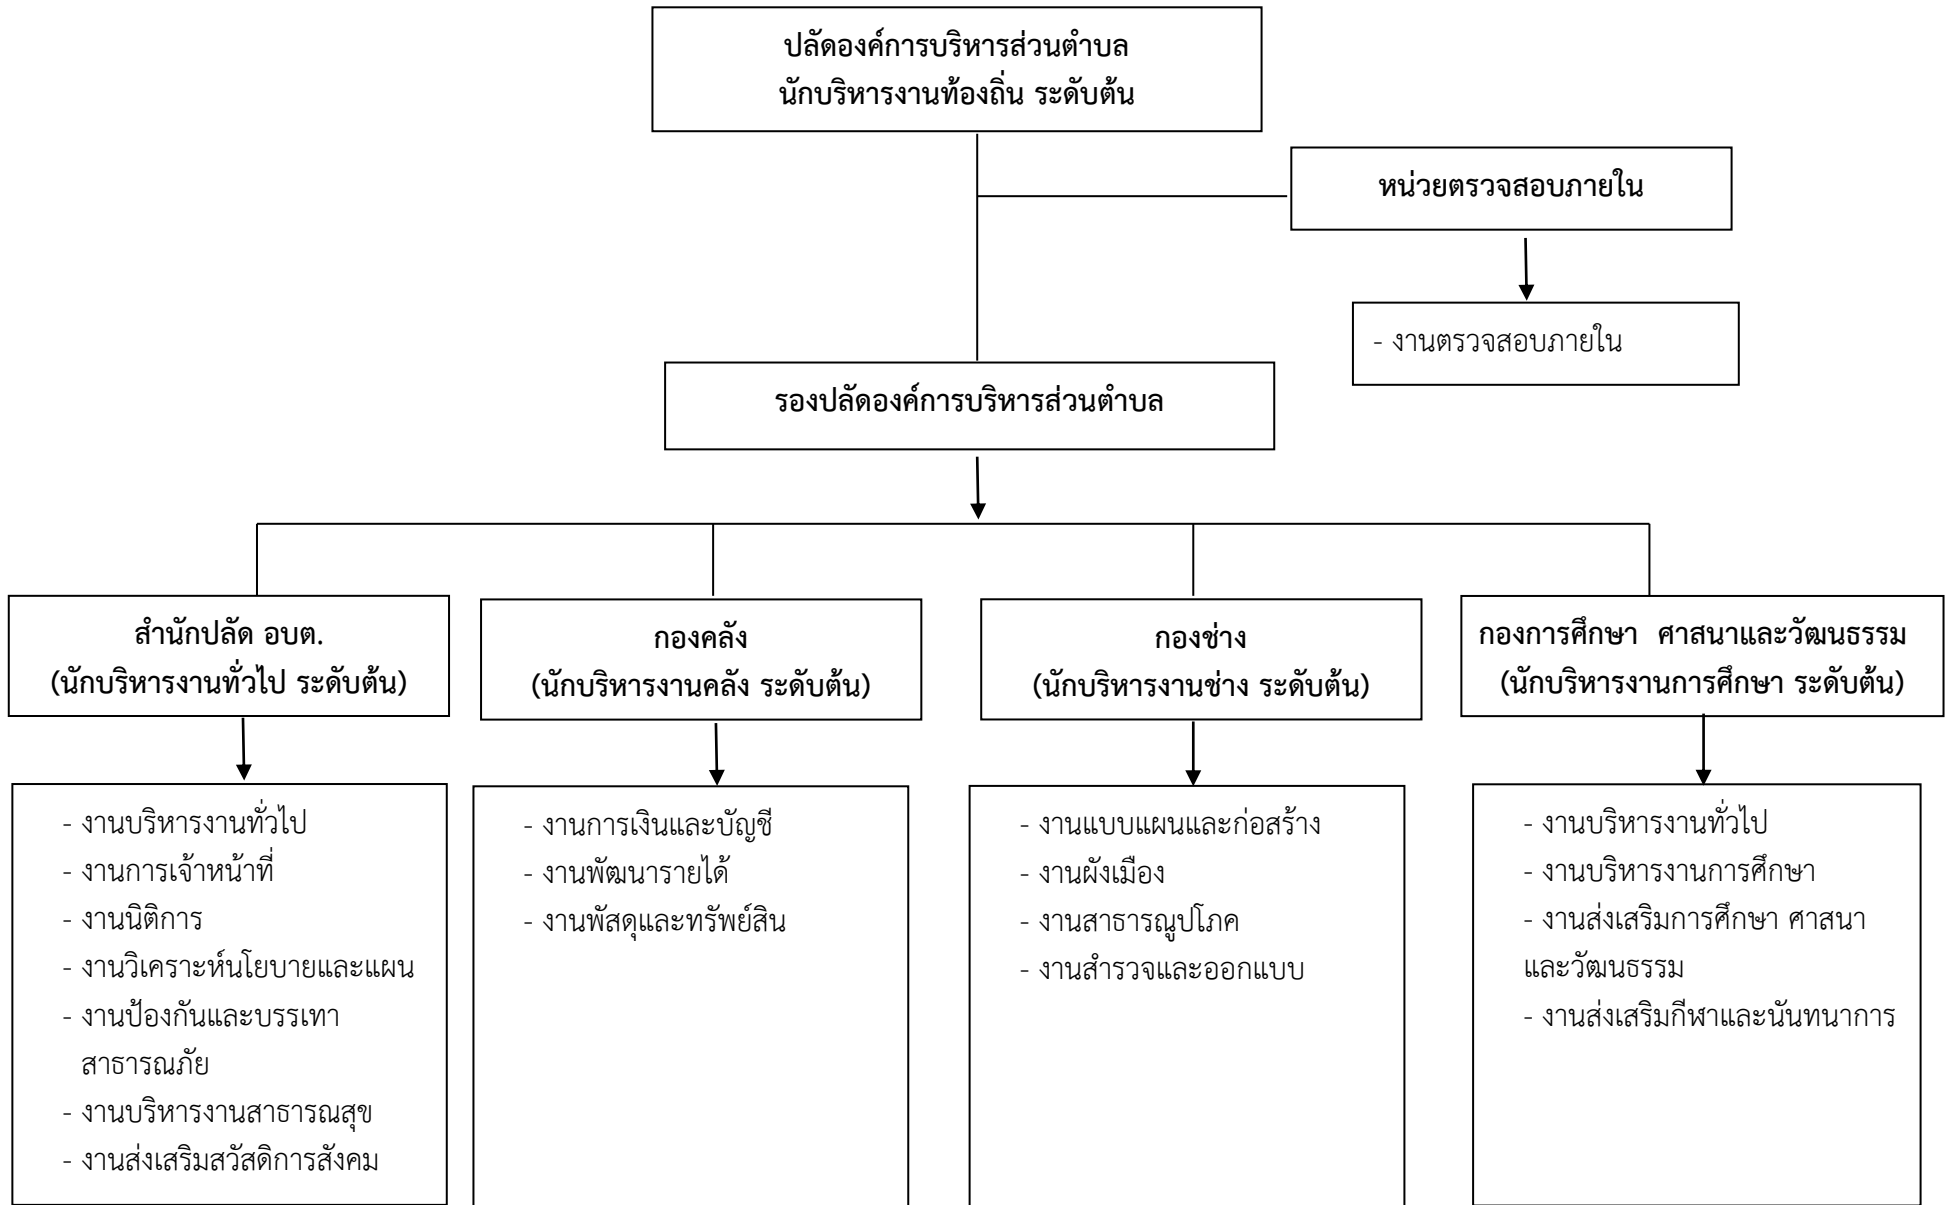 ปลัดองค์การบริหารส่วนตำบล
นักบริหารงานท้องถิ่น ระดับต้น
หน่วยตรวจสอบภายใน
- งานตรวจสอบภายใน
รองปลัดองค์การบริหารส่วนตำบล
สำนักปลัด อบต.
(นักบริหารงานทั่วไป ระดับต้น)
กองคลัง
(นักบริหารงานคลัง ระดับต้น)
กองช่าง
(นักบริหารงานช่าง ระดับต้น)
กองการศึกษา ศาสนาและวัฒนธรรม
(นักบริหารงานการศึกษา ระดับต้น)
- งานบริหารงานทั่วไป
- งานการเจ้าหน้าที่
- งานนิติการ
- งานวิเคราะห์นโยบายและแผน
- งานป้องกันและบรรเทา
สาธารณภัย
- งานบริหารงานสาธารณสุข
- งานส่งเสริมสวัสดิการสังคม
- งานการเงินและบัญชี
- งานพัฒนารายได้
- งานพัสดุและทรัพย์สิน
- งานแบบแผนและก่อสร้าง
- งานผังเมือง
- งานสาธารณูปโภค
- งานสำรวจและออกแบบ
- งานบริหารงานทั่วไป
- งานบริหารงานการศึกษา
- งานส่งเสริมการศึกษา ศาสนา
และวัฒนธรรม
- งานส่งเสริมกีฬาและนันทนาการ